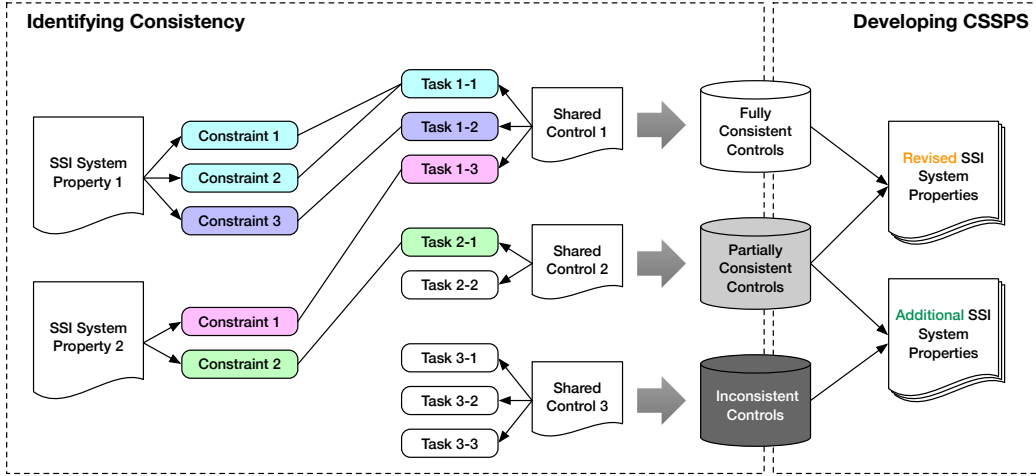 Identifying Consistency
Developing CSSPS
SSI System
Property 1
Constraint 1
Constraint 2
Constraint 3
SSI System
Property 2
Constraint 1
Constraint 2
Task 1-1
Task 1-2
Task 1-3
Task 2-1
Task 2-2
Task 3-1
Task 3-2
Task 3-3
Shared
Control 1
Shared
Control 2
Shared
Control 3
Fully
Consistent
Controls
Partially
Consistent
Controls
Inconsistent
Controls
Revised SSI
System
Properties
Additional SSI
System
Properties